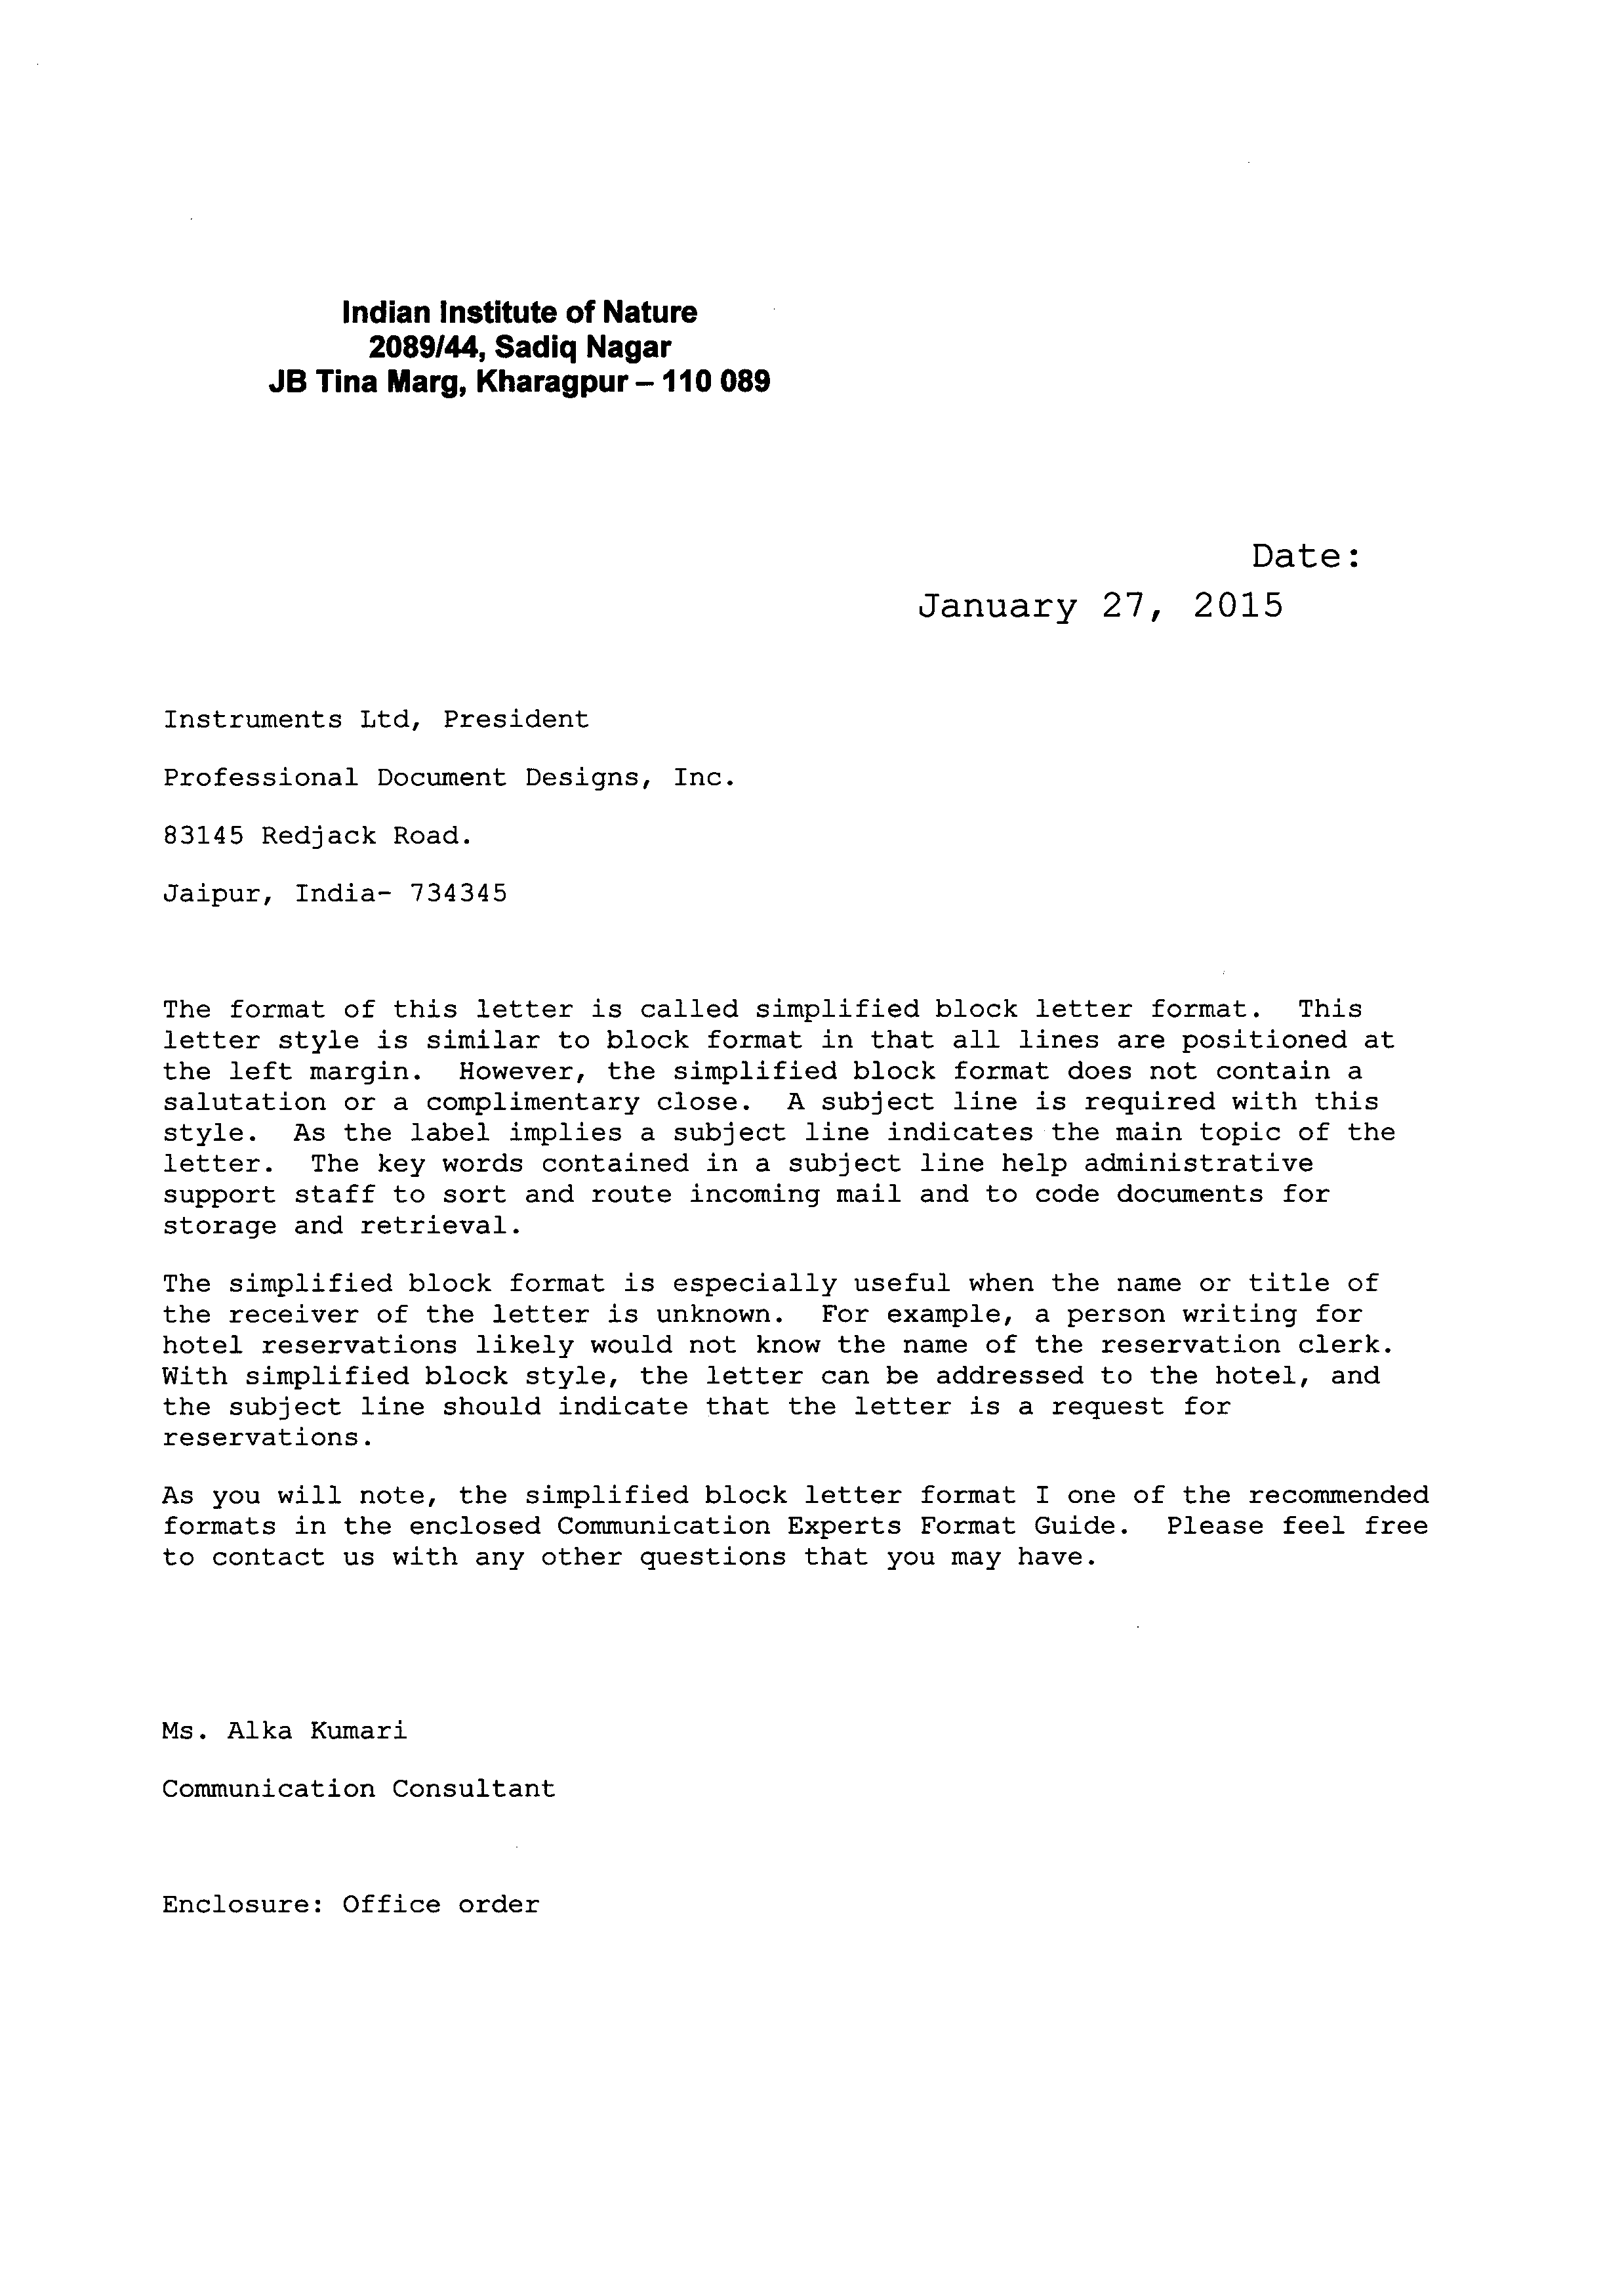 Indian Institute of Nature
2089/44, Sadiq Nagar
JB Tina Marg, Kharagpur – 110 089
Date:
January 27, 2015
Instruments Ltd, President
Professional Document Designs, Inc.
83145 Redjack Road.
Jaipur, India- 734345
The format of this letter is called simplified block letter format.  This
letter style is similar to block format in that all lines are positioned at
the left margin.  However, the simplified block format does not contain a
salutation or a complimentary close.  A subject line is required with this
style.  As the label implies a subject line indicates the main topic of the
letter.  The key words contained in a subject line help administrative
support staff to sort and route incoming mail and to code documents for
storage and retrieval.
The simplified block format is especially useful when the name or title of
the receiver of the letter is unknown.  For example, a person writing for
hotel reservations likely would not know the name of the reservation clerk.
With simplified block style, the letter can be addressed to the hotel, and
the subject line should indicate that the letter is a request for
reservations.
As you will note, the simplified block letter format I one of the recommended
formats in the enclosed Communication Experts Format Guide.  Please feel free
to contact us with any other questions that you may have.
Ms. Alka Kumari
Communication Consultant
Enclosure: Office order